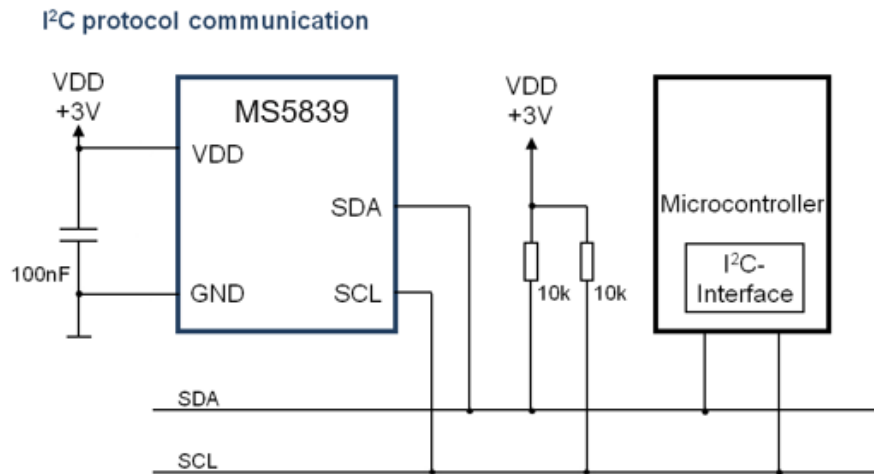 I²C protocol communication
VDD
+3V
MS5839
VDD
SDA
100nF
GND
SCL
VDD
+3V
10k
10k
Microcontroller
I²C-
Interface
SDA
SCL